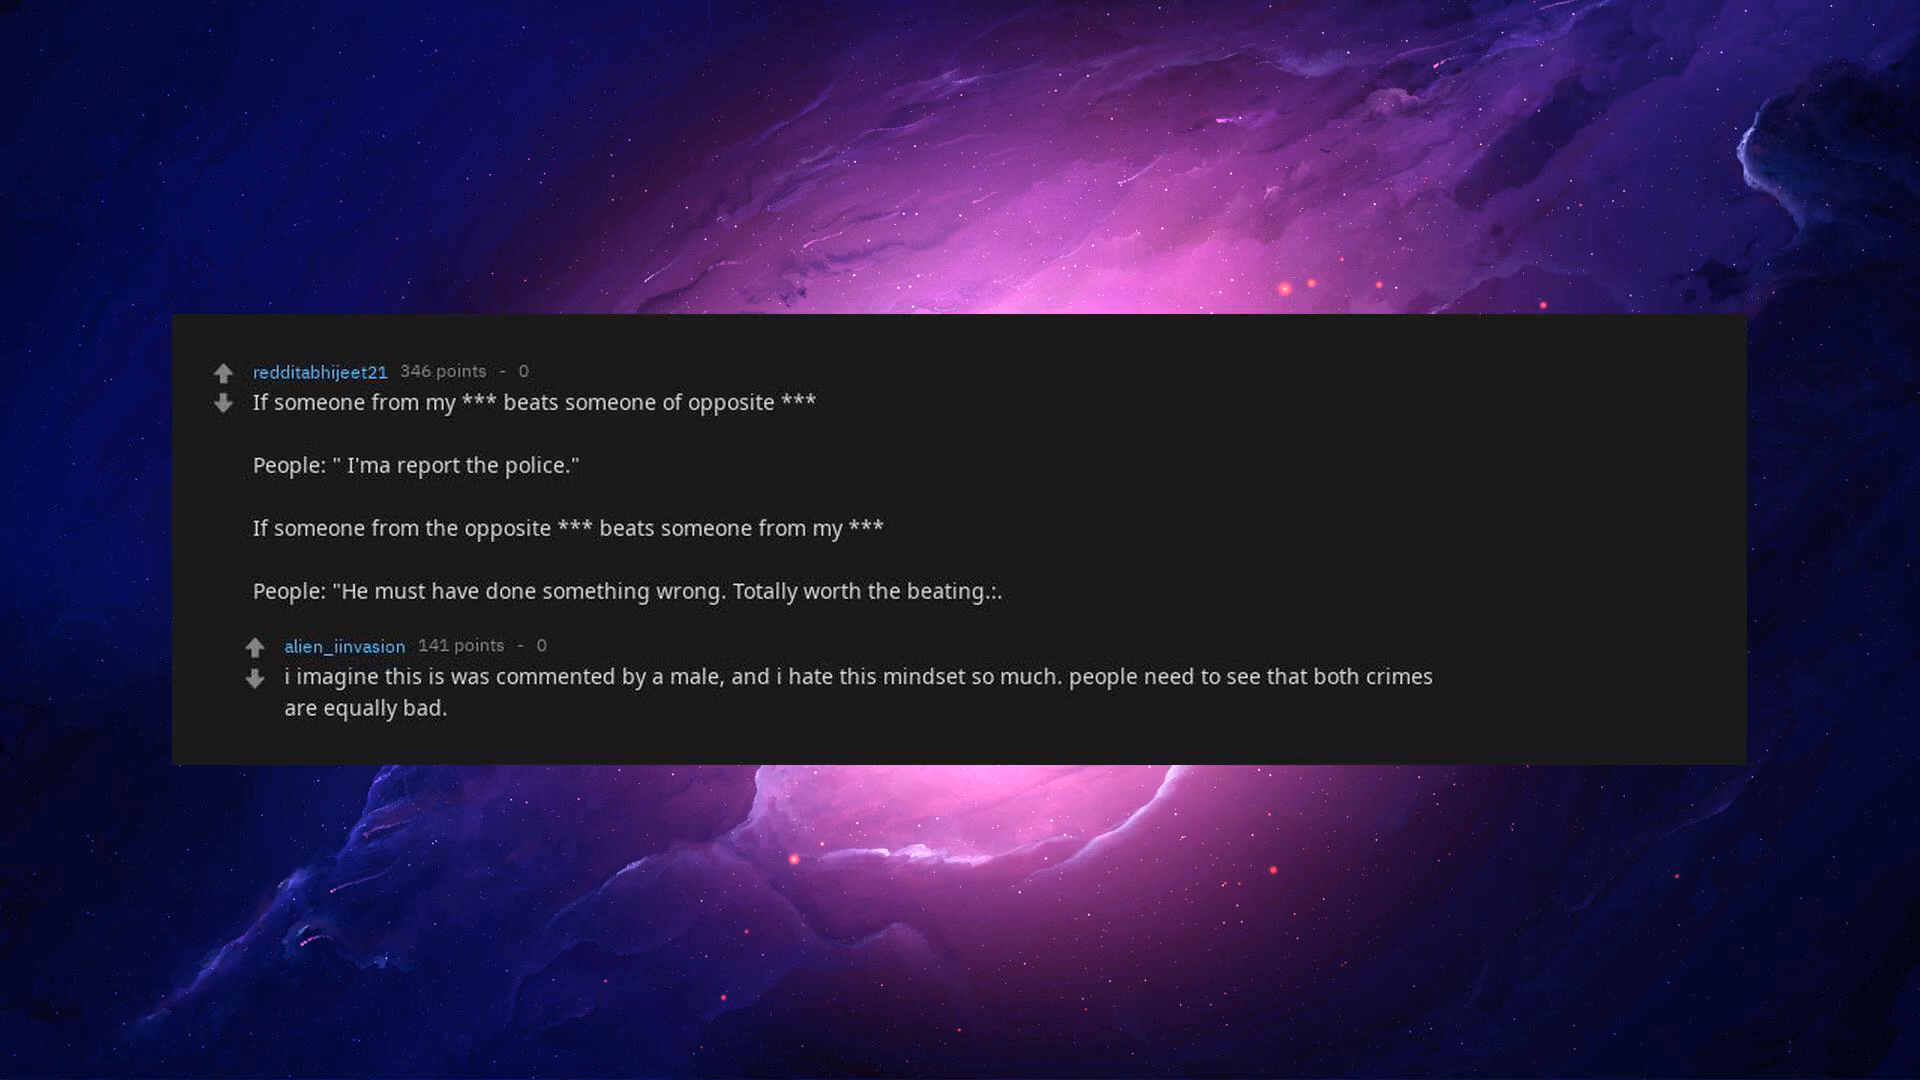 redditabhijeet21 346 points - 0
If someone from my *** beats someone of opposite ***
People: " I'ma report the police."
If someone from the opposite *** beats someone from my ***
People: "He must have done something wrong. Totally worth the beating.:.
alien_iinvasion 141 points - 0
i imagine this is was commented by a male, and i hate this mindset so much. people need to see that both crimes
are equally bad.